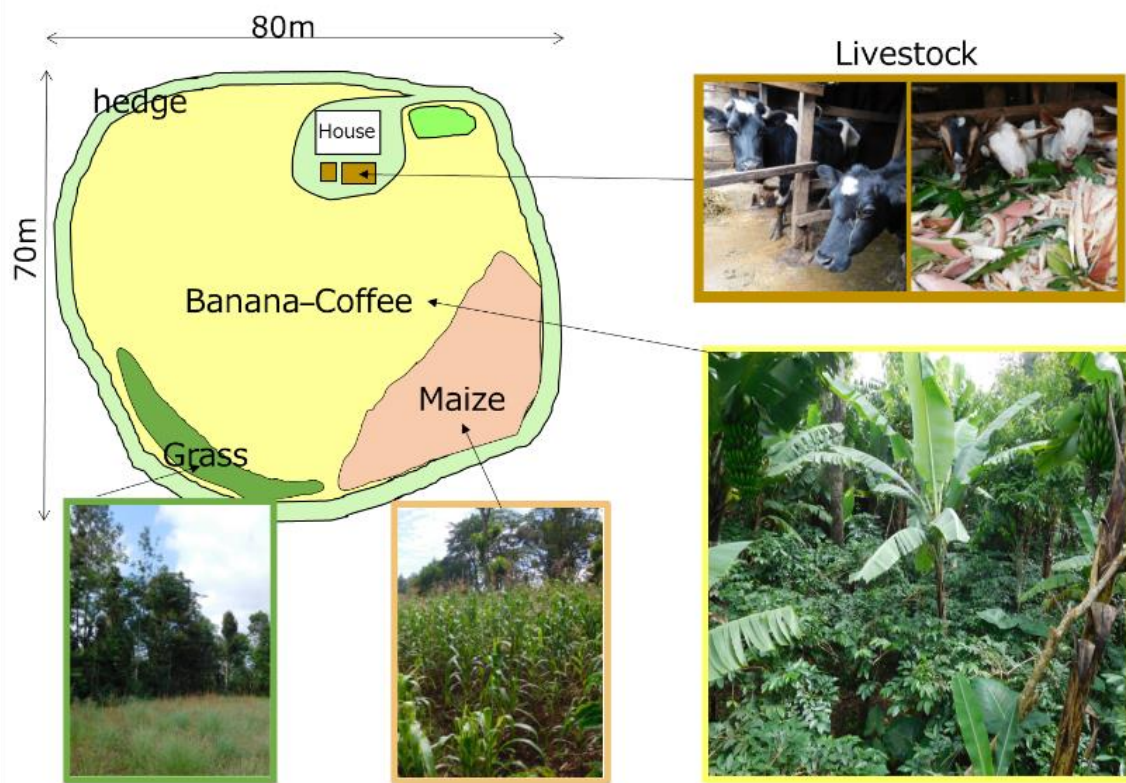 80m
Livestock
hedge
House
70m
Banana–Coffee
Maize
Grass